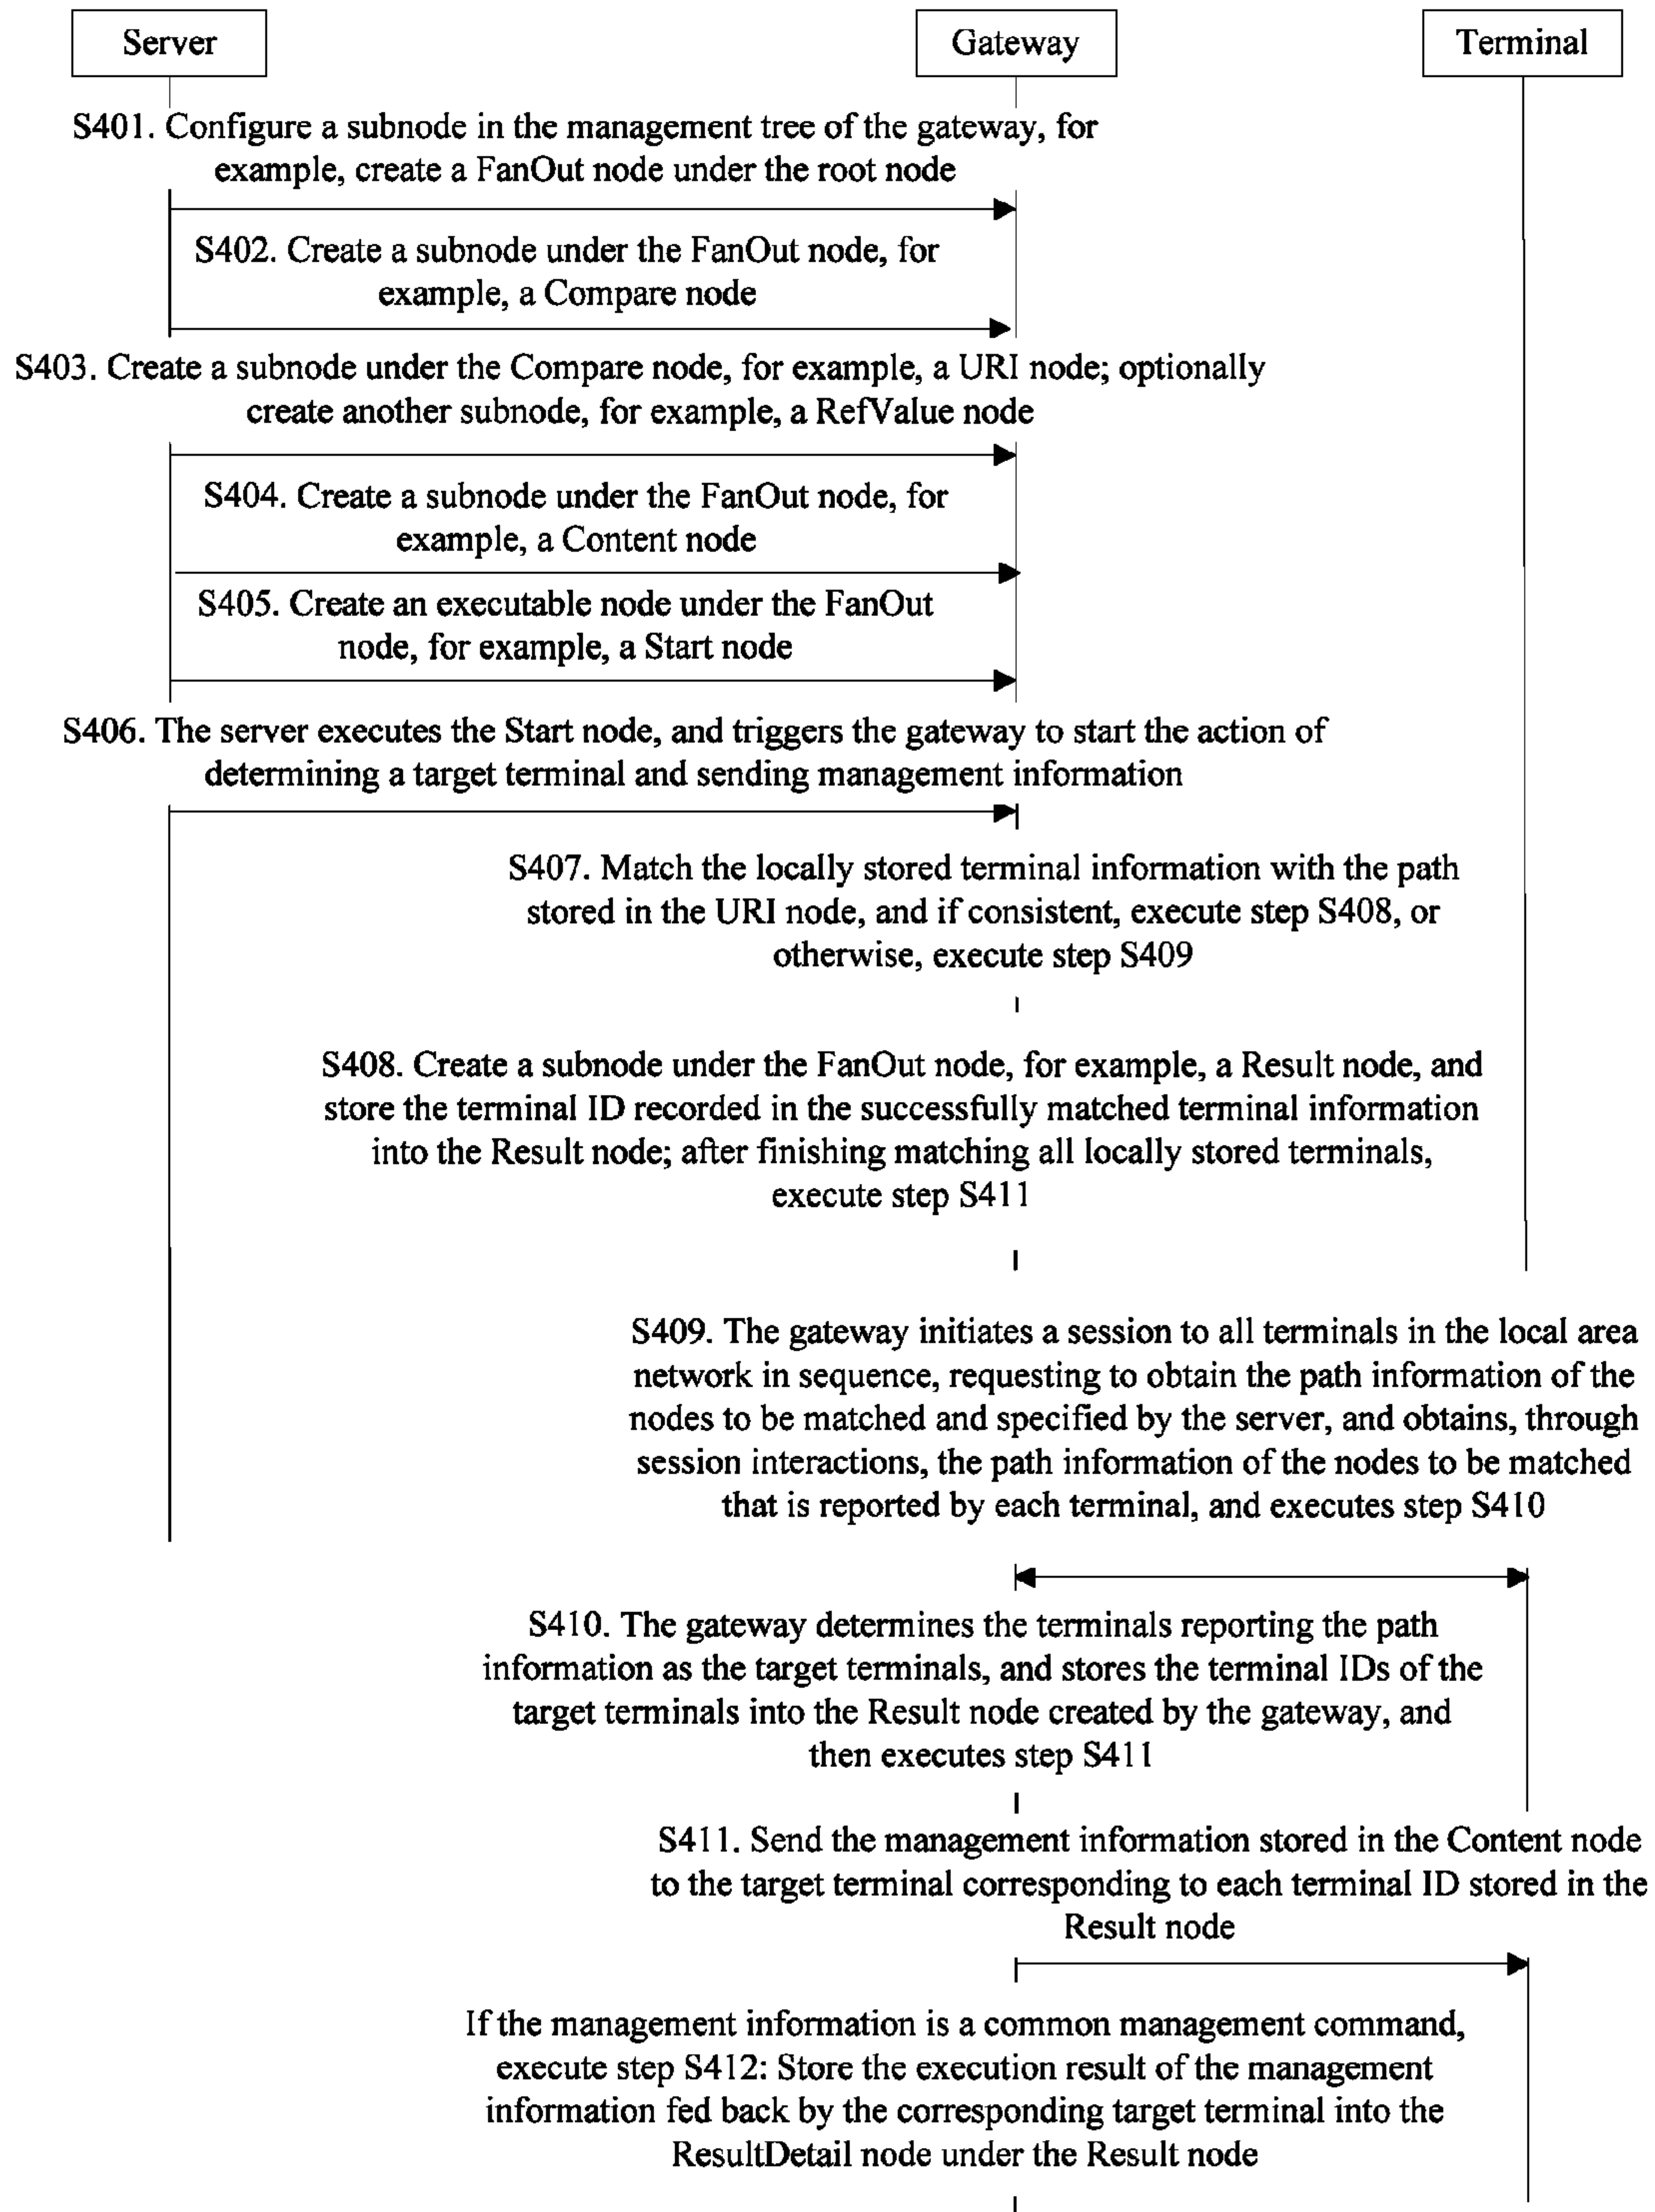 Server
Gateway
Terminal
S401. Configure a subnode in the management tree of the gateway, for
example, create a FanOut node under the root node
S402. Create a subnode under the FanOut node, for
example, a Compare node
S403. Create a subnode under the Compare node, for example, a URI node; optionally
create another subnode, for example, a RefValue node
S404. Create a subnode under the FanOut node, for
example, a Content node
S405. Create an executable node under the FanOut
node, for example, a Start node
S406. The server executes the Start node, and triggers the gateway to start the action of
determining a target terminal and sending management information
S407. Match the locally stored terminal information with the path
stored in the URI node, and if consistent, execute step S408, or
otherwise, execute step S409
S408. Create a subnode under the FanOut node, for example, a Result node, and
store the terminal ID recorded in the successfully matched terminal information
into the Result node; after finishing matching all locally stored terminals,
execute step S411
S409. The gateway initiates a session to all terminals in the local area
network in sequence, requesting to obtain the path information of the
nodes to be matched and specified by the server, and obtains, through
session interactions, the path information of the nodes to be matched
that is reported by each terminal, and executes step S410
S410. The gateway determines the terminals reporting the path
information as the target terminals, and stores the terminal IDs of the
target terminals into the Result node created by the gateway, and
then executes step S411
S411. Send the management information stored in the Content node
to the target terminal corresponding to each terminal ID stored in the
Result node
If the management information is a common management command,
execute step S412: Store the execution result of the management
information fed back by the corresponding target terminal into the
ResultDetail node under the Result node